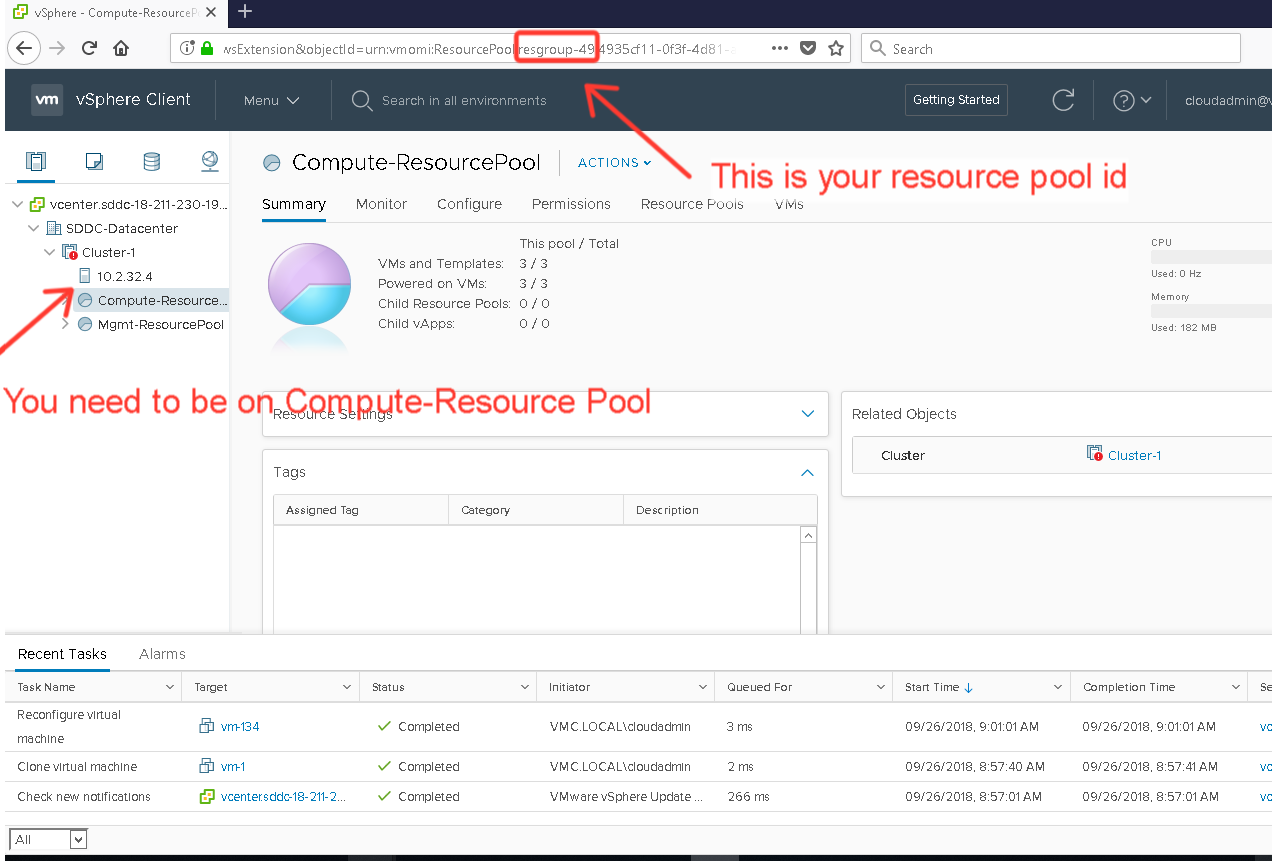 vSphere - Compute-ResourceP
wsExtension&objectId=urn:vmomi:ResourcePool:resgroup-49:4935cf11-0f3f-4d81-
Search
vm vSphere Client
Menu
Search in all environments
Getting Started
cloudadmin@v
Compute-ResourcePool
ACTIONS
This is your resource pool id
Summary
Monitor
Configure
Permissions
Resource Pools
VMs
vcenter.sddc-18-211-230-19...
SDDC-Datacenter
Cluster-1
10.2.32.4
Compute-Resource...
Mgmt-ResourcePool
You need to be on Compute-Resource Pool
This pool / Total
VMs and Templates: 3 / 3
Powered on VMs: 3 / 3
Child Resource Pools: 0 / 0
Child vApps: 0 / 0
CPU
Used: 0 Hz
Memory
Used: 182 MB
Resource Settings
Related Objects
Cluster Cluster-1
Tags
Assigned Tag Category Description
Recent Tasks Alarms
Task Name Target Status Initiator Queued For Start Time Completion Time Se
Reconfigure virtual
machine
vm-134 Completed VMC.LOCAL\cloudadmin 3 ms 09/26/2018, 9:01:01 AM 09/26/2018, 9:01:01 AM vc
Clone virtual machine vm-1 Completed VMC.LOCAL\cloudadmin 2 ms 09/26/2018, 8:57:40 AM 09/26/2018, 8:57:41 AM vc
Check new notifications vcenter.sddc-18-211-2... Completed VMware vSphere Update ... 266 ms 09/26/2018, 8:57:01 AM 09/26/2018, 8:57:01 AM vc
All